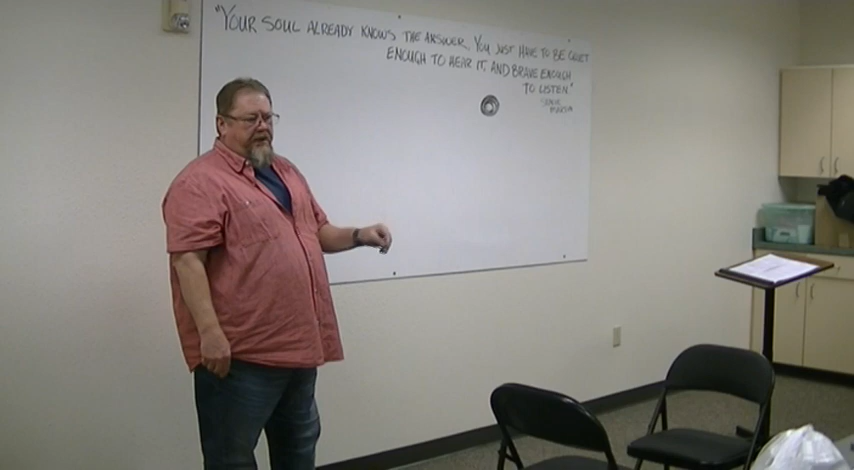 "YOUR SOUL ALREADY KNOWS THE ANSWER. YOU JUST HAVE TO BE QUIET
ENOUGH TO HEAR IT, AND BRAVE ENOUGH
TO LISTEN."